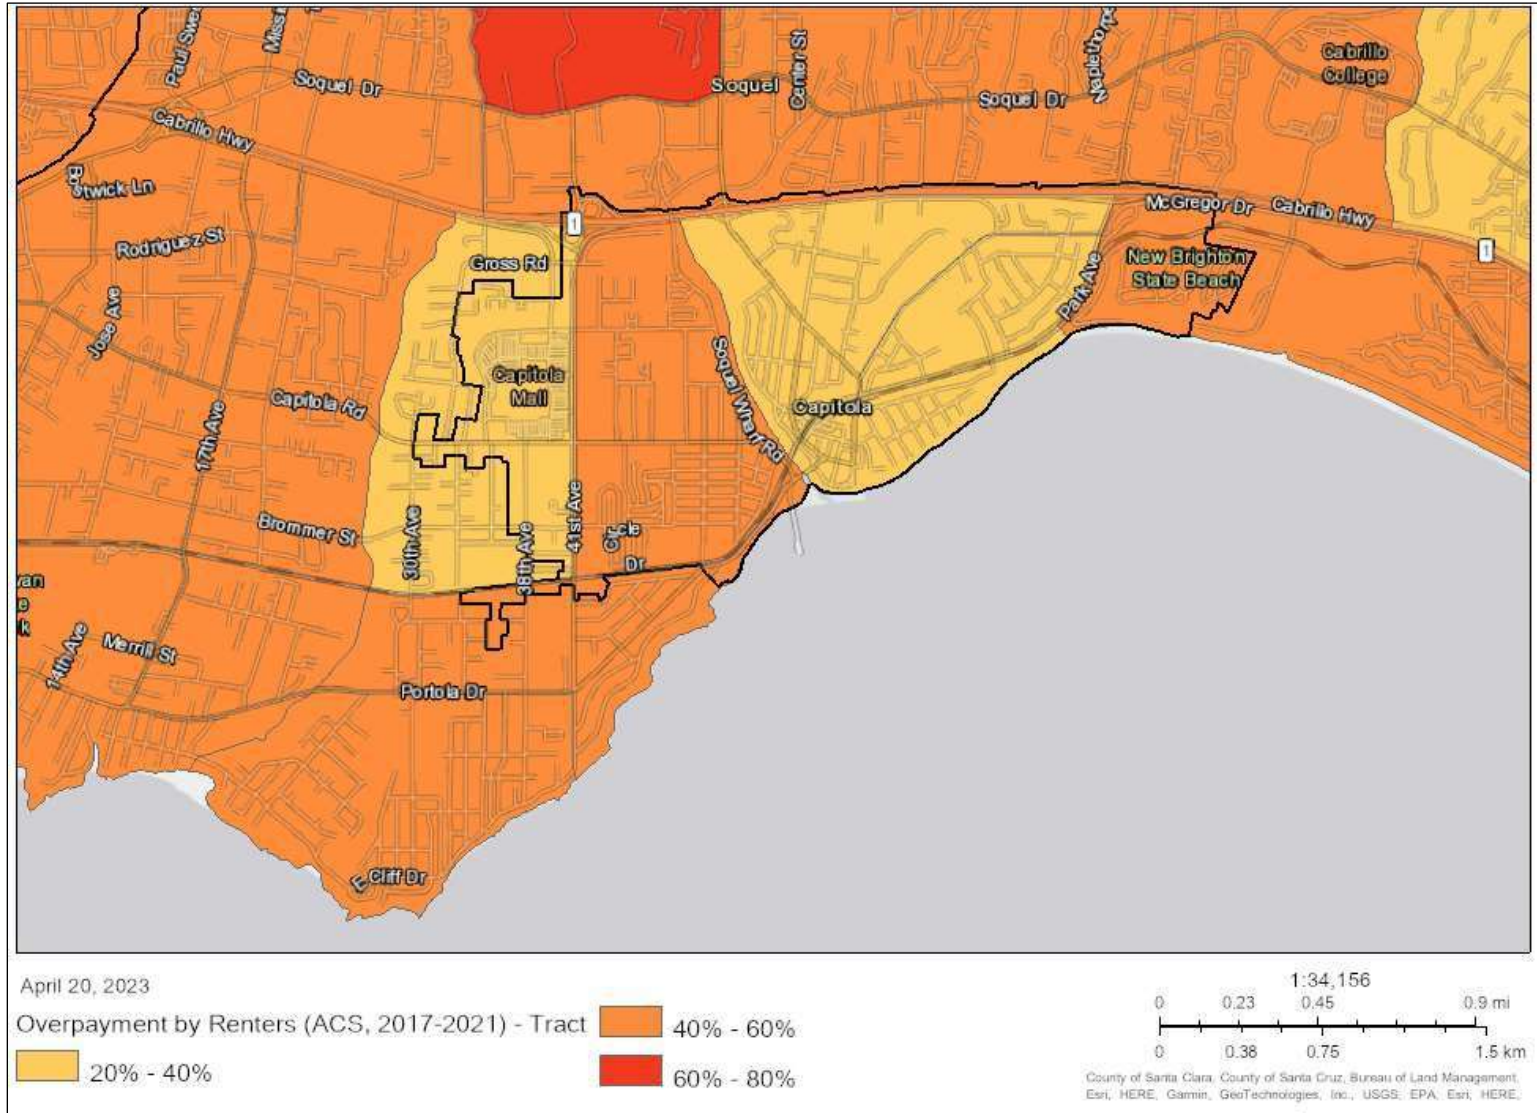 Paul Swe
Missi
Soquel Dr
Soquel
Center St
Soquel Dr
Maplethorpe
Cabrillo
College
Cabrillo Hwy
Bostwick Ln
Rodriguez St
Gross Rd
1
McGregor Dr
Cabrillo Hwy
1
New Brighton
State Beach
Park Ave
Jose Ave
Capitola Rd
17th Ave
Capitola
Mall
Soquel Wharf Rd
Capitola
Brommer St
30th Ave
38th Ave
41st Ave
Circle
Dr
van
e
k
14th Ave
Merrill St
Portola Dr
E Cliff Dr
April 20, 2023
Overpayment by Renters (ACS, 2017-2021) - Tract
20% - 40%
40% - 60%
60% - 80%
1:34,156
0 0.23 0.45 0.9 mi
0 0.38 0.75 1.5 km
County of Santa Clara, County of Santa Cruz, Bureau of Land Management,
Esri, HERE, Garmin, GeoTechnologies, Inc., USGS, EPA, Esri, HERE,